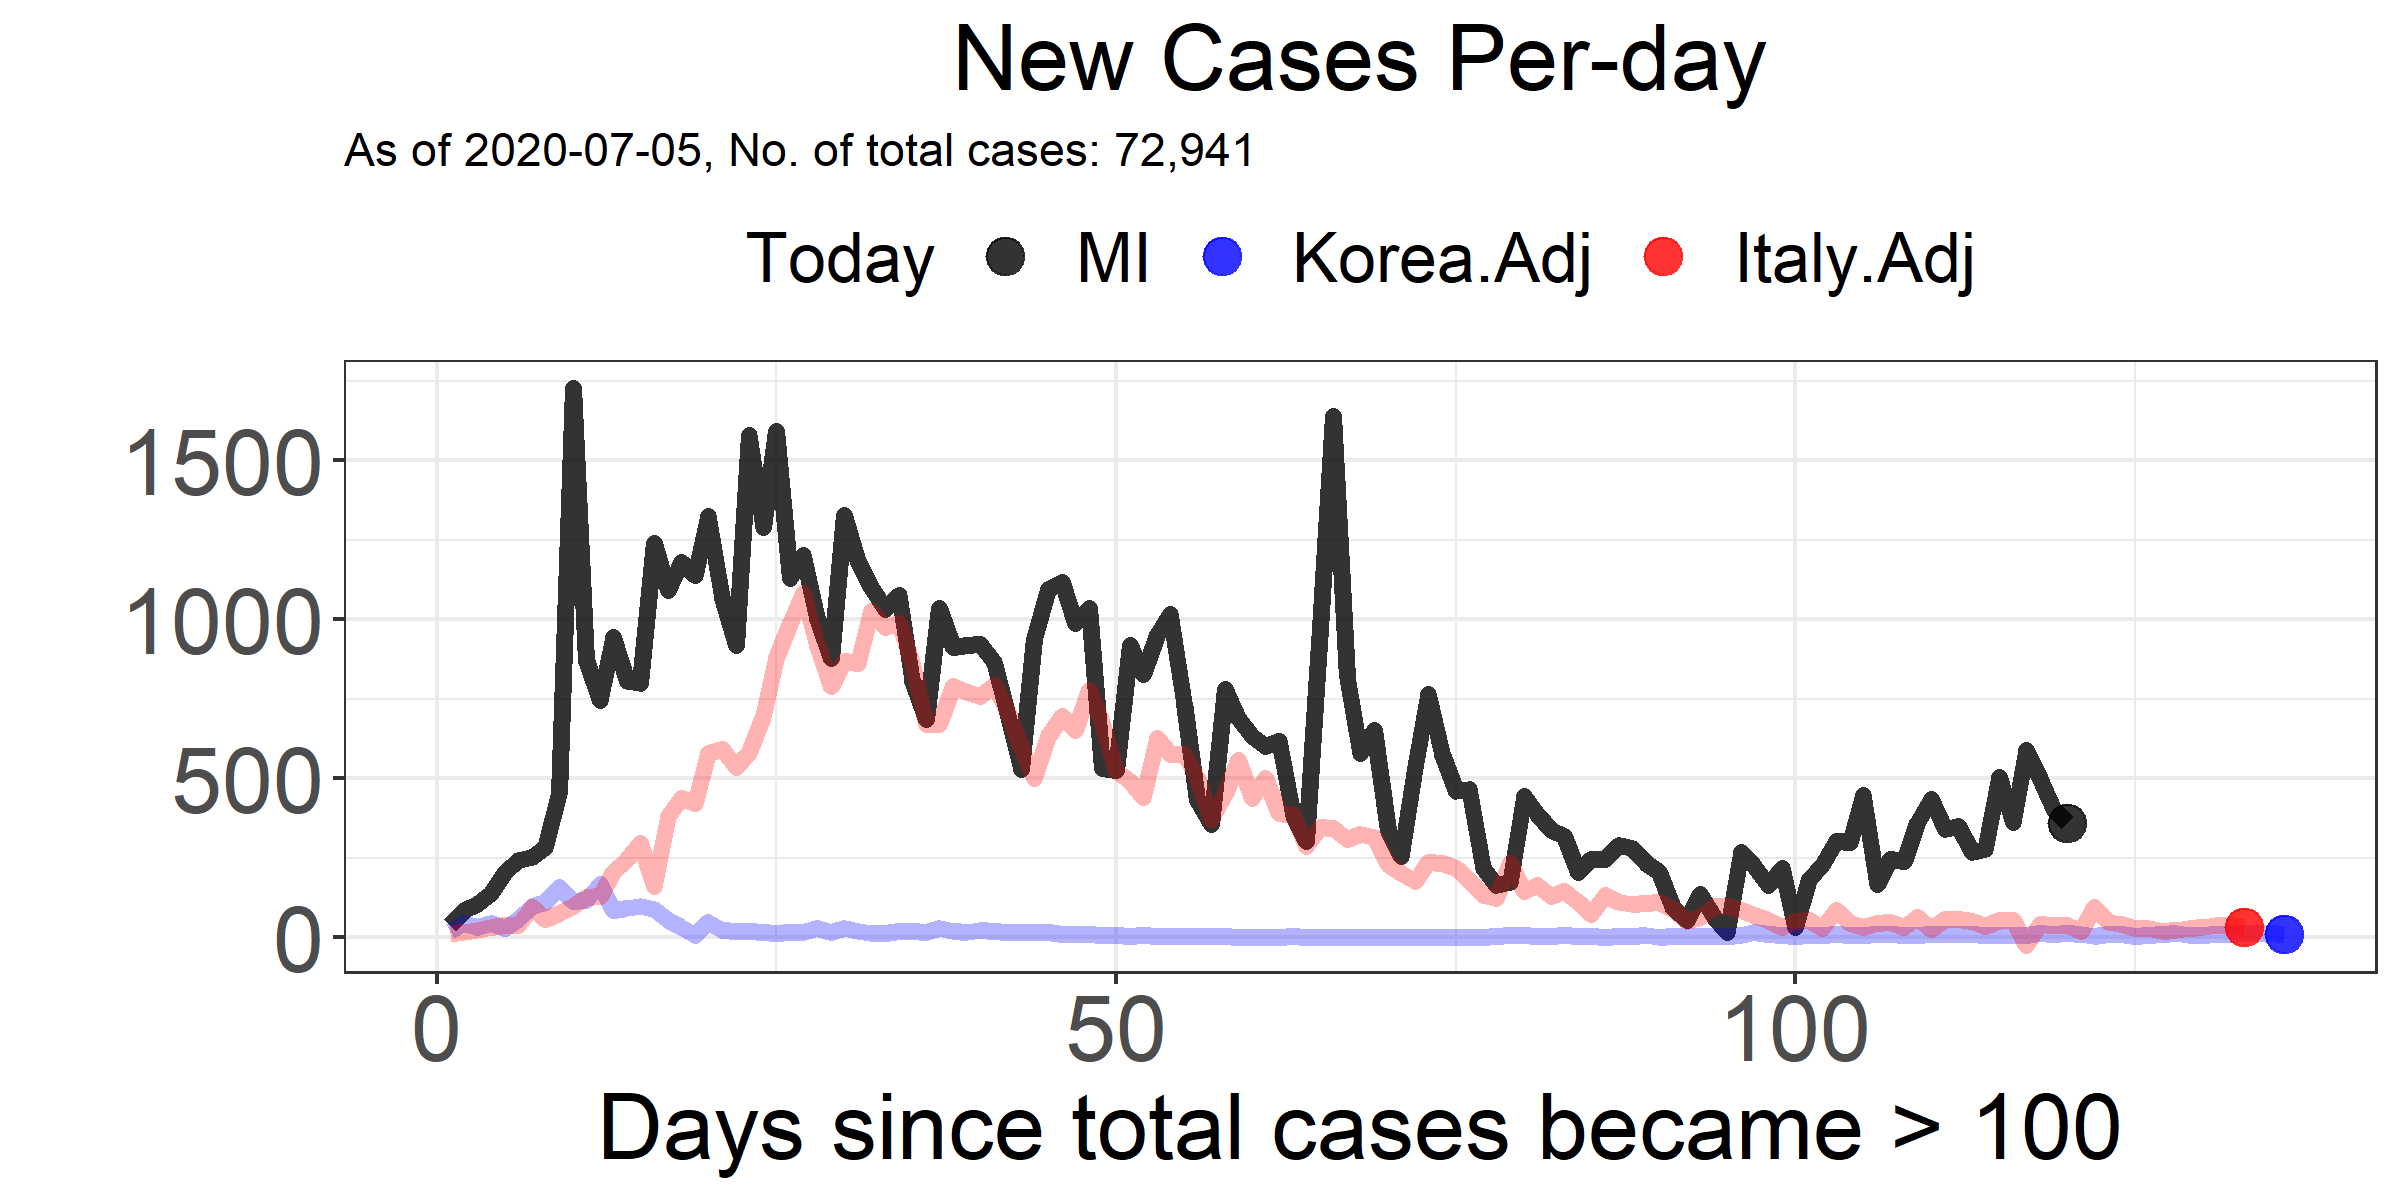 New Cases Per-day
As of 2020-07-05, No. of total cases: 72,941
Today MI Korea.Adj Italy.Adj
1500
1000
500
0
0 50 100
Days since total cases became > 100